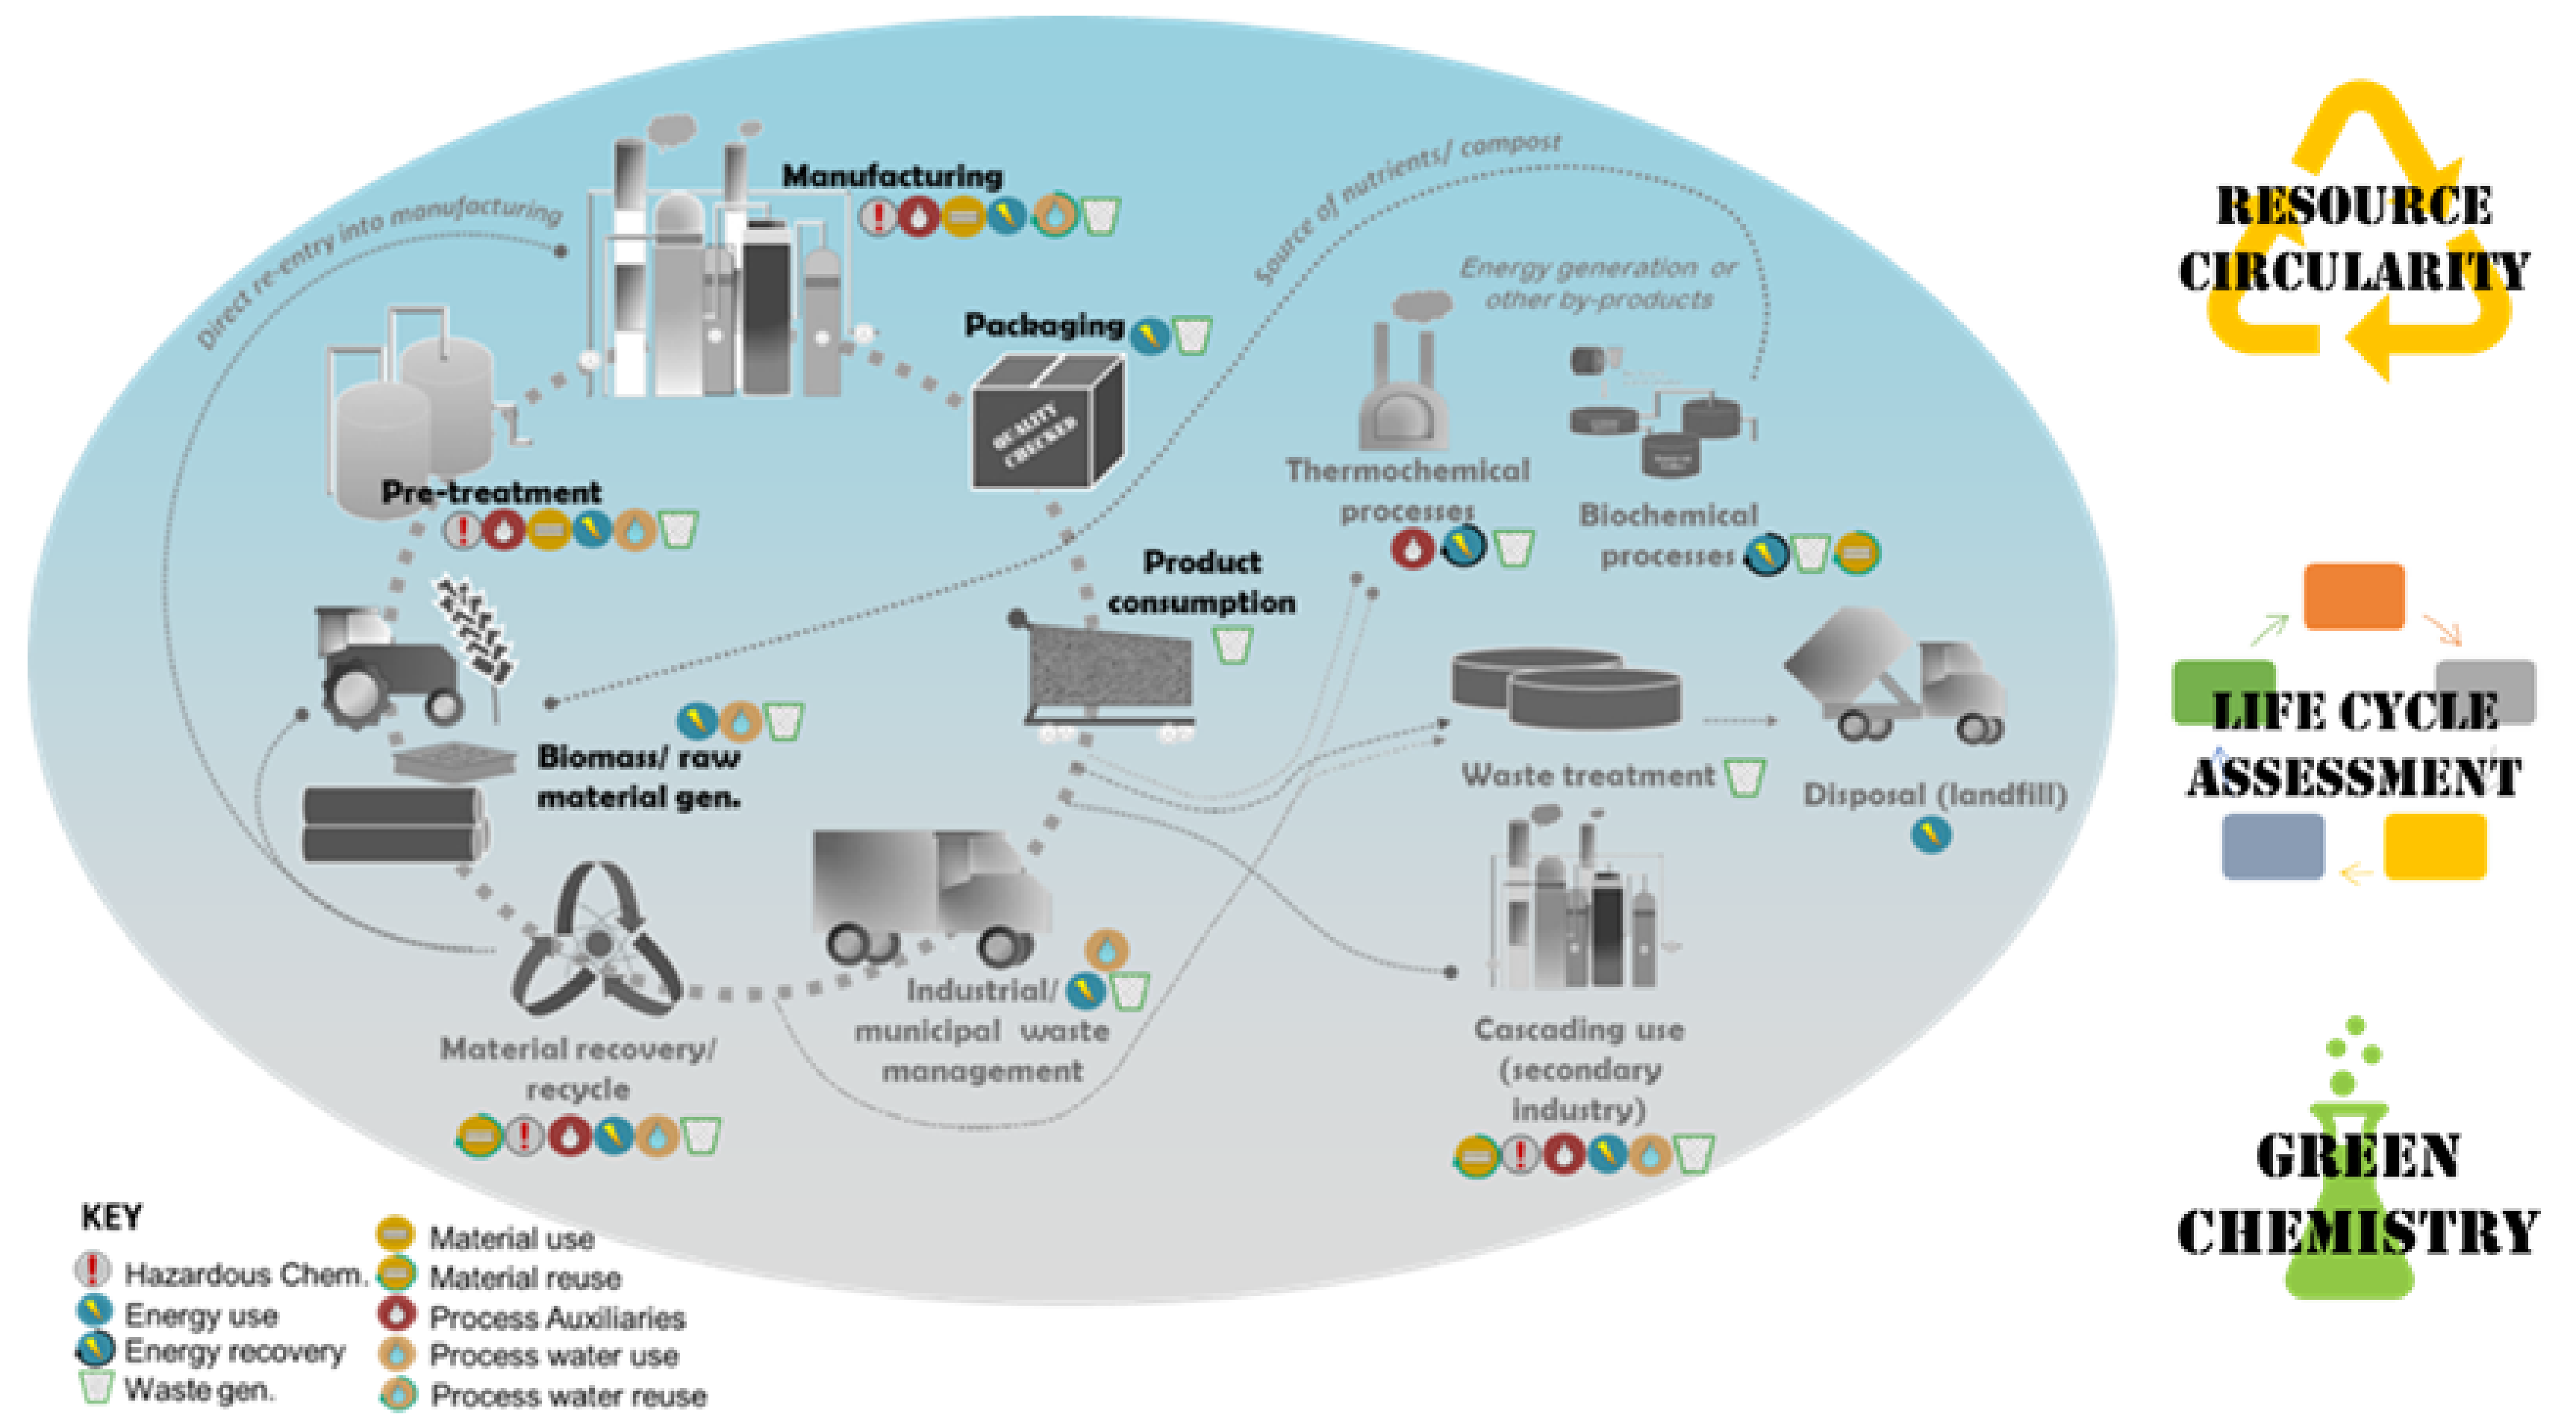 Manufacturing
Direct re-entry into manufacturing
Source of nutrients/ compost
Energy generation or
other by-products
Packaging
QUALITY
CHECKED
Pre-treatment
Thermochemical
processes
Biochemical
processes
Product
consumption
Biomass/ raw
material gen.
Waste treatment
Disposal (landfill)
Industrial/
municipal waste
management
Material recovery/
recycle
Cascading use
(secondary
industry)
RESOURCE
CIRCULARITY
LIFE CYCLE
ASSESSMENT
GREEN
CHEMISTRY
KEY
Hazardous Chem.
Energy use
Energy recovery
Waste gen.
Material use
Material reuse
Process Auxiliaries
Process water use
Process water reuse